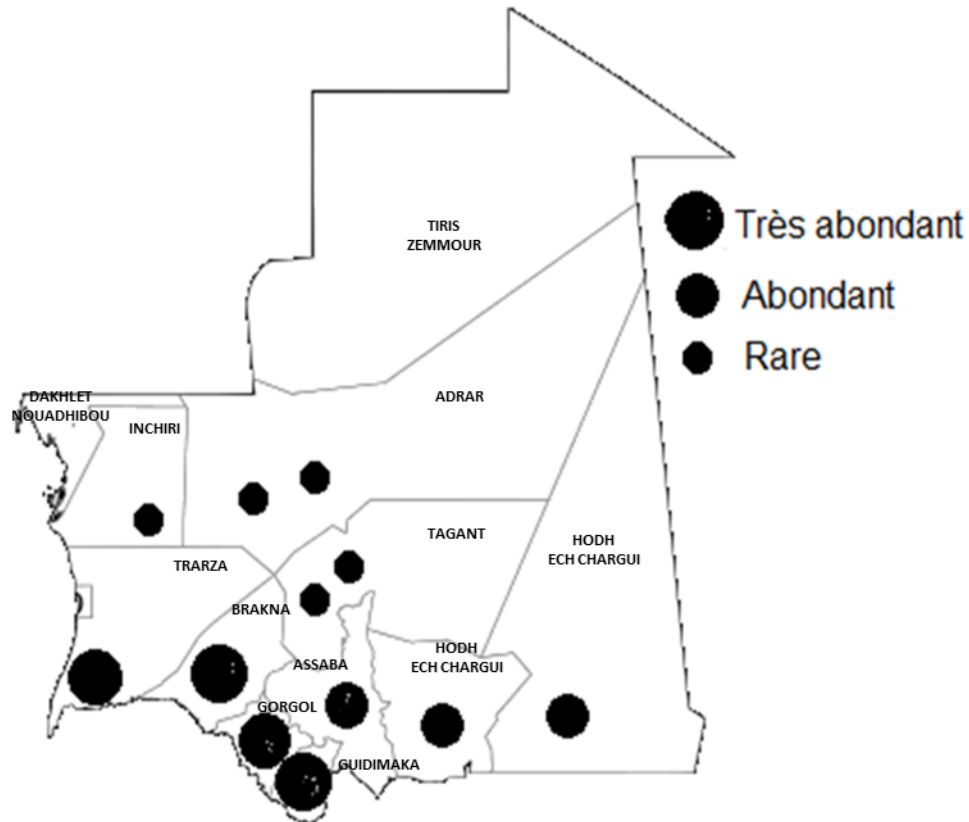 Très abondant
Abondant
Rare
TIRIS
ZEMMOUR
DAKHLET
NOUADHIBOU
INCHIRI
ADRAR
TRARZA
TAGANT
HODH
ECH CHARGUI
BRAKNA
ASSABA
HODH
ECH CHARGUI
GORGOL
GUIDIMAKA